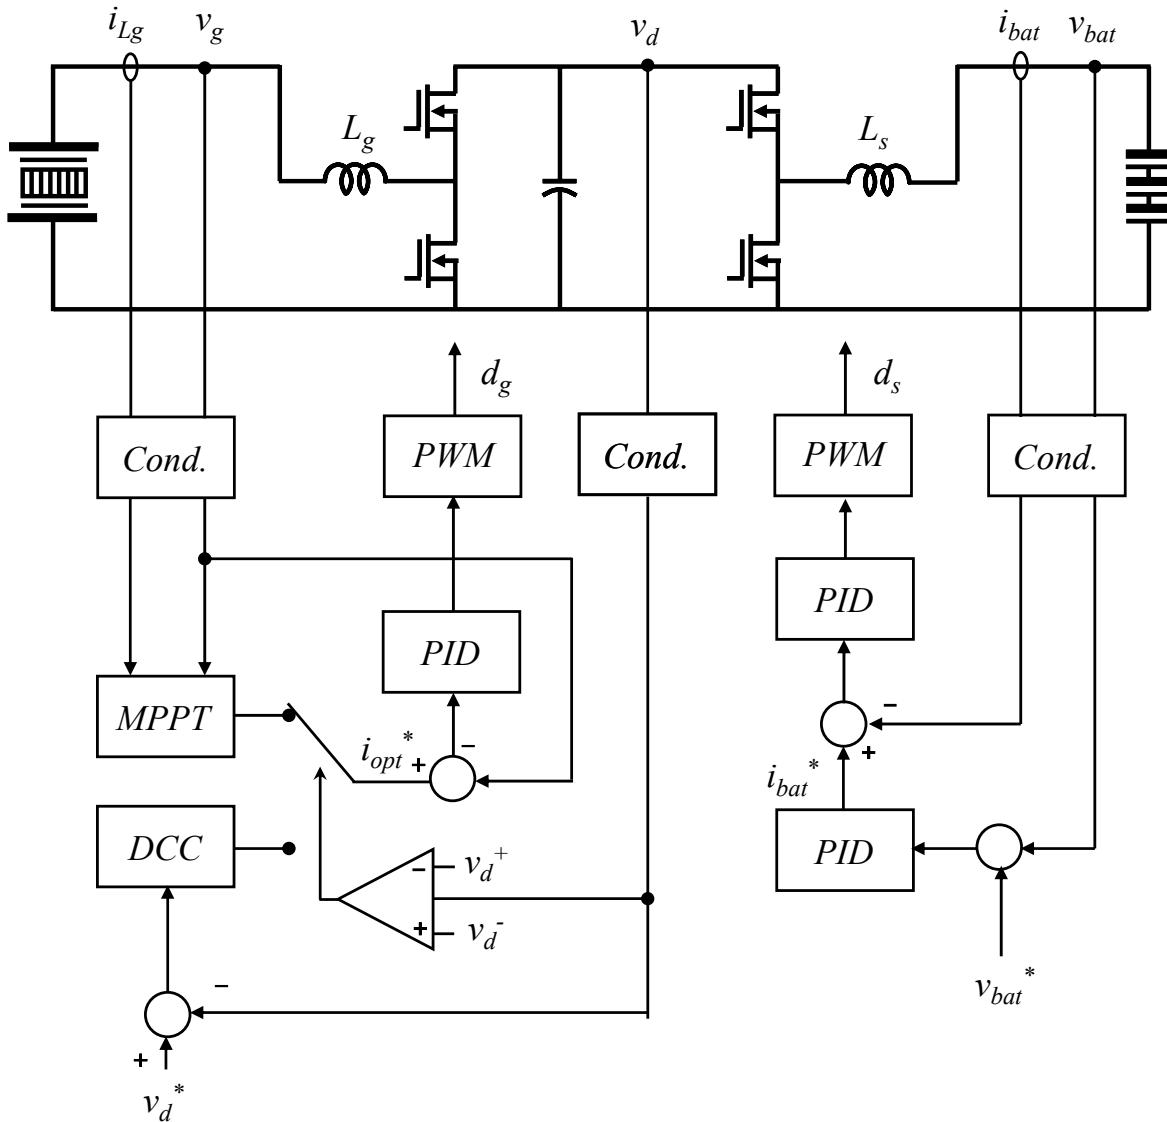 i_Lg v_g v_d i_bat v_bat
L_g L_s
d_g d_s
Cond. PWM Cond. PWM Cond.
PID PID
MPPT i_opt* + −
− +
i_bat*
DCC PID
− v_d^+
+ v_d^-
v_bat*
−
+
v_d*